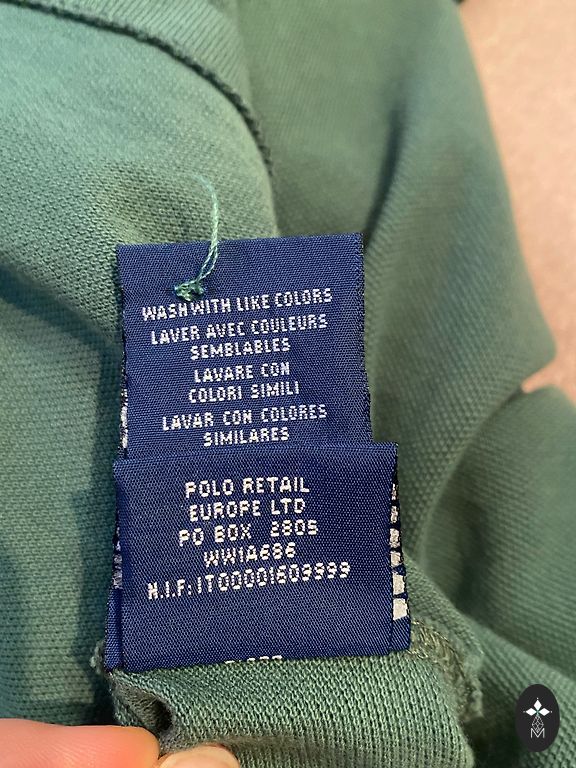 WASH WITH LIKE COLORS
LAVER AVEC COULEURS
SEMBLABLES
LAVARE CON
COLORI SIMILI
LAVAR CON COLORES
SIMILARES
POLO RETAIL
EUROPE LTD
PO BOX 2805
WW1A686
N.I.F: IT00001609999